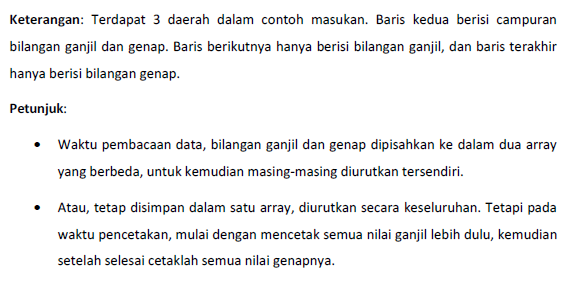 Keterangan: Terdapat 3 daerah dalam contoh masukan. Baris kedua berisi campuran
bilangan ganjil dan genap. Baris berikutnya hanya berisi bilangan ganjil, dan baris terakhir
hanya berisi bilangan genap.
Petunjuk:
• Waktu pembacaan data, bilangan ganjil dan genap dipisahkan ke dalam dua array
yang berbeda, untuk kemudian masing-masing diurutkan tersendiri.
• Atau, tetap disimpan dalam satu array, diurutkan secara keseluruhan. Tetapi pada
waktu pencetakan, mulai dengan mencetak semua nilai ganjil lebih dulu, kemudian
setelah selesai cetaklah semua nilai genapnya.